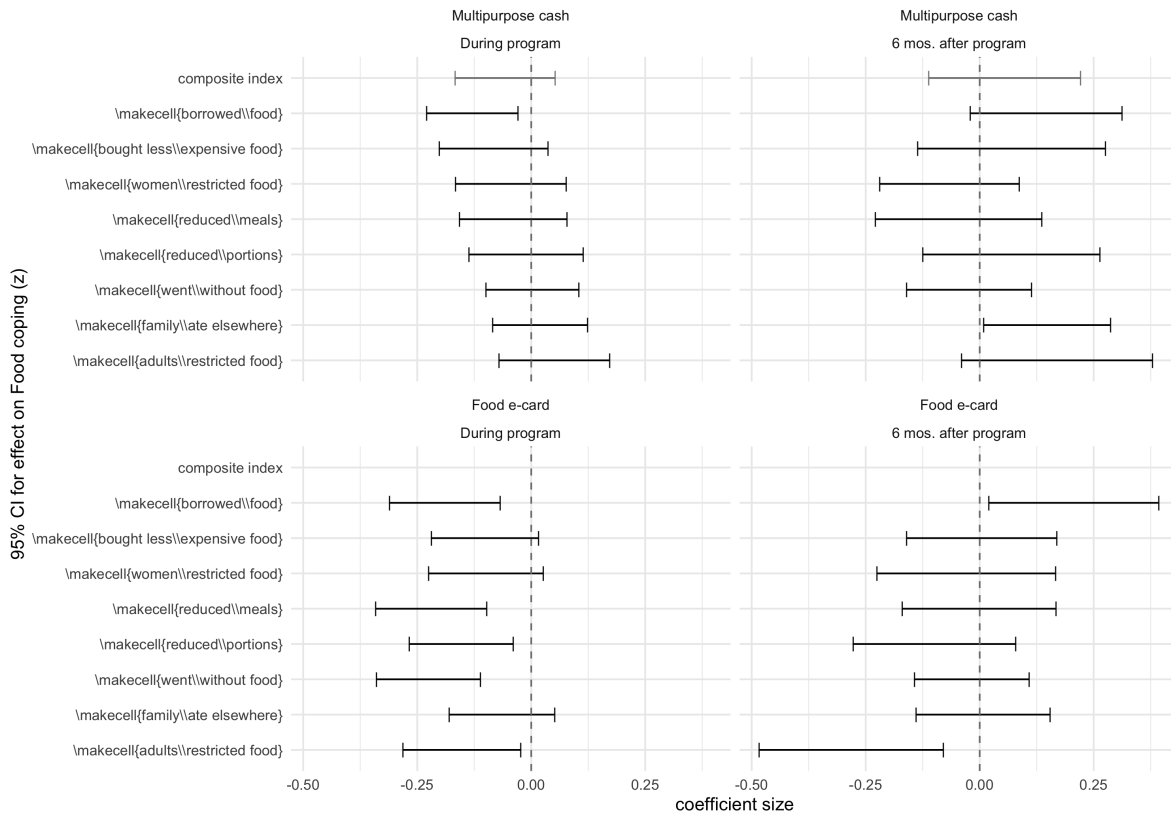 Multipurpose cash
Multipurpose cash
During program
6 mos. after program
composite index
\makecell{borrowed\\food}
\makecell{bought less\\expensive food}
\makecell{women\\restricted food}
\makecell{reduced\\meals}
\makecell{reduced\\portions}
\makecell{went\\without food}
\makecell{family\\ate elsewhere}
\makecell{adults\\restricted food}
95% CI for effect on Food coping (z)
Food e-card
Food e-card
During program
6 mos. after program
composite index
\makecell{borrowed\\food}
\makecell{bought less\\expensive food}
\makecell{women\\restricted food}
\makecell{reduced\\meals}
\makecell{reduced\\portions}
\makecell{went\\without food}
\makecell{family\\ate elsewhere}
\makecell{adults\\restricted food}
-0.50 -0.25 0.00 0.25 -0.50 -0.25 0.00 0.25
coefficient size